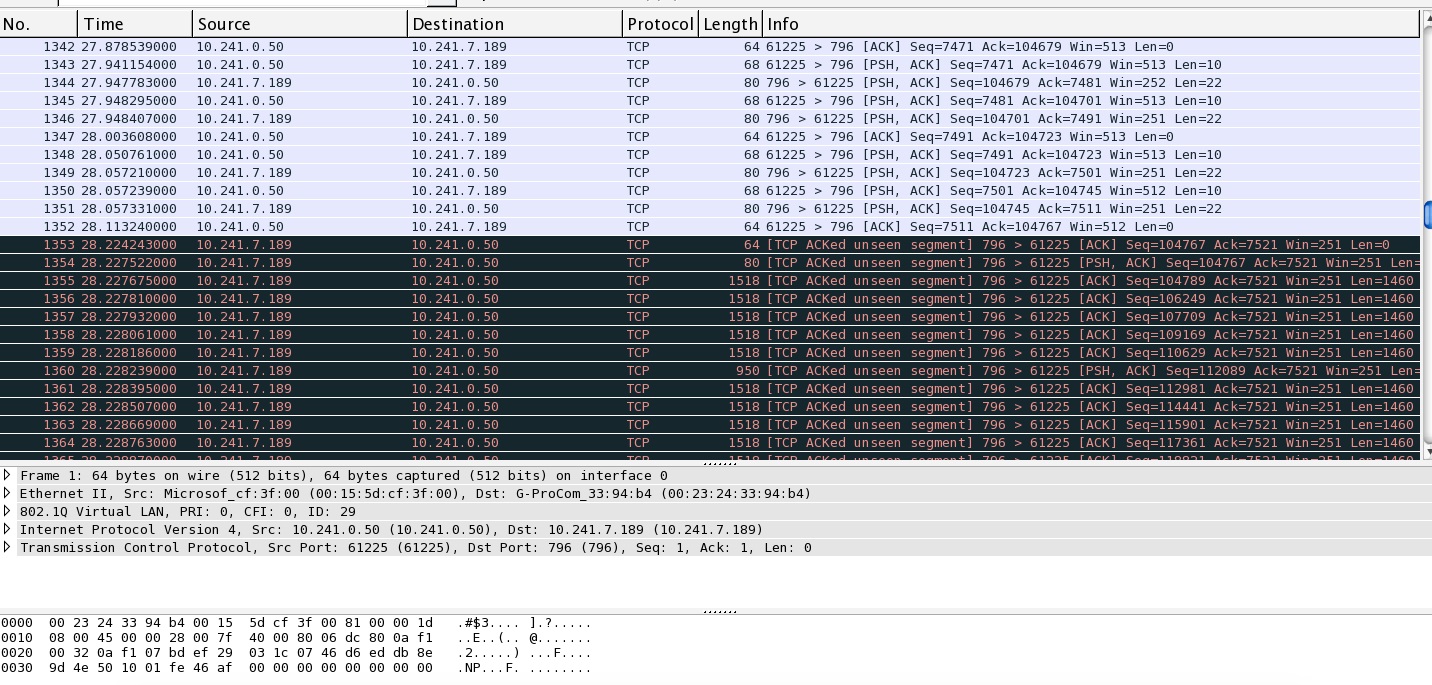 No. Time Source Destination Protocol Length Info
1342 27.878539000 10.241.0.50 10.241.7.189 TCP 64 61225 > 796 [ACK] Seq=7471 Ack=104679 Win=513 Len=0
1343 27.941154000 10.241.0.50 10.241.7.189 TCP 68 61225 > 796 [PSH, ACK] Seq=7471 Ack=104679 Win=513 Len=10
1344 27.947783000 10.241.7.189 10.241.0.50 TCP 80 796 > 61225 [PSH, ACK] Seq=104679 Ack=7481 Win=252 Len=22
1345 27.948295000 10.241.0.50 10.241.7.189 TCP 68 61225 > 796 [PSH, ACK] Seq=7481 Ack=104701 Win=513 Len=10
1346 27.948407000 10.241.7.189 10.241.0.50 TCP 80 796 > 61225 [PSH, ACK] Seq=104701 Ack=7491 Win=251 Len=22
1347 28.003608000 10.241.0.50 10.241.7.189 TCP 64 61225 > 796 [ACK] Seq=7491 Ack=104723 Win=513 Len=0
1348 28.050761000 10.241.0.50 10.241.7.189 TCP 68 61225 > 796 [PSH, ACK] Seq=7491 Ack=104723 Win=513 Len=10
1349 28.057210000 10.241.7.189 10.241.0.50 TCP 80 796 > 61225 [PSH, ACK] Seq=104723 Ack=7501 Win=251 Len=22
1350 28.057239000 10.241.0.50 10.241.7.189 TCP 68 61225 > 796 [PSH, ACK] Seq=7501 Ack=104745 Win=512 Len=10
1351 28.057331000 10.241.7.189 10.241.0.50 TCP 80 796 > 61225 [PSH, ACK] Seq=104745 Ack=7511 Win=251 Len=22
1352 28.113240000 10.241.0.50 10.241.7.189 TCP 64 61225 > 796 [ACK] Seq=7511 Ack=104767 Win=512 Len=0
1353 28.224243000 10.241.7.189 10.241.0.50 TCP 64 [TCP ACKed unseen segment] 796 > 61225 [ACK] Seq=104767 Ack=7521 Win=251 Len=0
1354 28.227522000 10.241.7.189 10.241.0.50 TCP 80 [TCP ACKed unseen segment] 796 > 61225 [PSH, ACK] Seq=104767 Ack=7521 Win=251 Len=
1355 28.227675000 10.241.7.189 10.241.0.50 TCP 1518 [TCP ACKed unseen segment] 796 > 61225 [ACK] Seq=104789 Ack=7521 Win=251 Len=1460
1356 28.227810000 10.241.7.189 10.241.0.50 TCP 1518 [TCP ACKed unseen segment] 796 > 61225 [ACK] Seq=106249 Ack=7521 Win=251 Len=1460
1357 28.227932000 10.241.7.189 10.241.0.50 TCP 1518 [TCP ACKed unseen segment] 796 > 61225 [ACK] Seq=107709 Ack=7521 Win=251 Len=1460
1358 28.228061000 10.241.7.189 10.241.0.50 TCP 1518 [TCP ACKed unseen segment] 796 > 61225 [ACK] Seq=109169 Ack=7521 Win=251 Len=1460
1359 28.228186000 10.241.7.189 10.241.0.50 TCP 1518 [TCP ACKed unseen segment] 796 > 61225 [ACK] Seq=110629 Ack=7521 Win=251 Len=1460
1360 28.228239000 10.241.7.189 10.241.0.50 TCP 950 [TCP ACKed unseen segment] 796 > 61225 [PSH, ACK] Seq=112089 Ack=7521 Win=251 Len=
1361 28.228395000 10.241.7.189 10.241.0.50 TCP 1518 [TCP ACKed unseen segment] 796 > 61225 [ACK] Seq=112981 Ack=7521 Win=251 Len=1460
1362 28.228507000 10.241.7.189 10.241.0.50 TCP 1518 [TCP ACKed unseen segment] 796 > 61225 [ACK] Seq=114441 Ack=7521 Win=251 Len=1460
1363 28.228669000 10.241.7.189 10.241.0.50 TCP 1518 [TCP ACKed unseen segment] 796 > 61225 [ACK] Seq=115901 Ack=7521 Win=251 Len=1460
1364 28.228763000 10.241.7.189 10.241.0.50 TCP 1518 [TCP ACKed unseen segment] 796 > 61225 [ACK] Seq=117361 Ack=7521 Win=251 Len=1460
Frame 1: 64 bytes on wire (512 bits), 64 bytes captured (512 bits) on interface 0
Ethernet II, Src: Microsof_cf:3f:00 (00:15:5d:cf:3f:00), Dst: G-ProCom_33:94:b4 (00:23:24:33:94:b4)
802.1Q Virtual LAN, PRI: 0, CFI: 0, ID: 29
Internet Protocol Version 4, Src: 10.241.0.50 (10.241.0.50), Dst: 10.241.7.189 (10.241.7.189)
Transmission Control Protocol, Src Port: 61225 (61225), Dst Port: 796 (796), Seq: 1, Ack: 1, Len: 0
0000 00 23 24 33 94 b4 00 15 5d cf 3f 00 81 00 00 1d .#$3.... ].?.....
0010 08 00 45 00 00 28 00 7f 40 00 80 06 dc 80 0a f1 ..E..(.. @.......
0020 00 32 0a f1 07 bd ef 29 03 1c 07 46 d6 ed db 8e .2.....) ...F....
0030 9d 4e 50 10 01 fe 46 af 00 00 00 00 00 00 00 00 .NP...F. ........